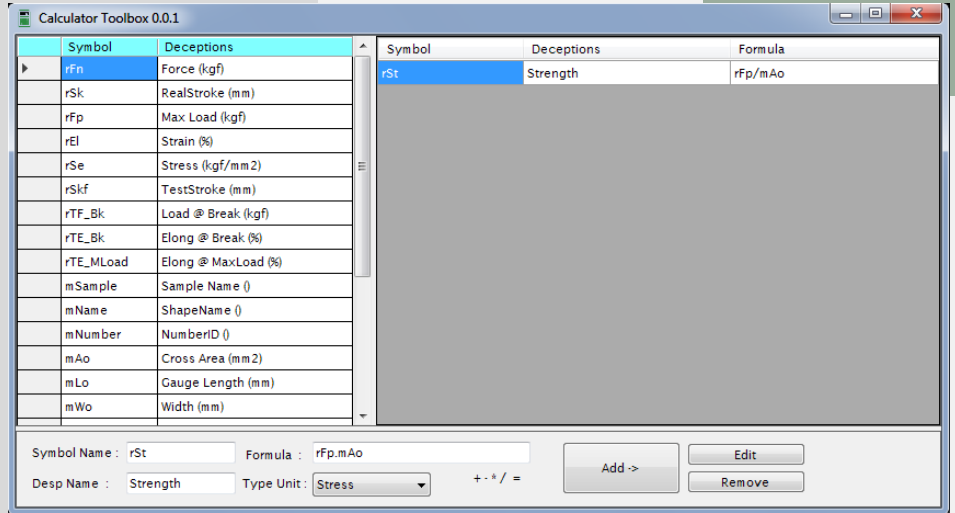 Calculator Toolbox 0.0.1
Symbol Deceptions
rFn Force (kgf)
rSk RealStroke (mm)
rFp Max Load (kgf)
rEl Strain (%)
rSe Stress (kgf/mm2)
rSkf TestStroke (mm)
rTF_Bk Load @ Break (kgf)
rTE_Bk Elong @ Break (%)
rTE_MLoad Elong @ MaxLoad (%)
mSample Sample Name ()
mName ShapeName ()
mNumber NumberID ()
mAo Cross Area (mm2)
mLo Gauge Length (mm)
mWo Width (mm)
Symbol Deceptions Formula
rSt Strength rFp/mAo
Symbol Name : rSt Formula : rFp.mAo
Desp Name : Strength Type Unit : Stress + - * / =
Add ->
Edit
Remove